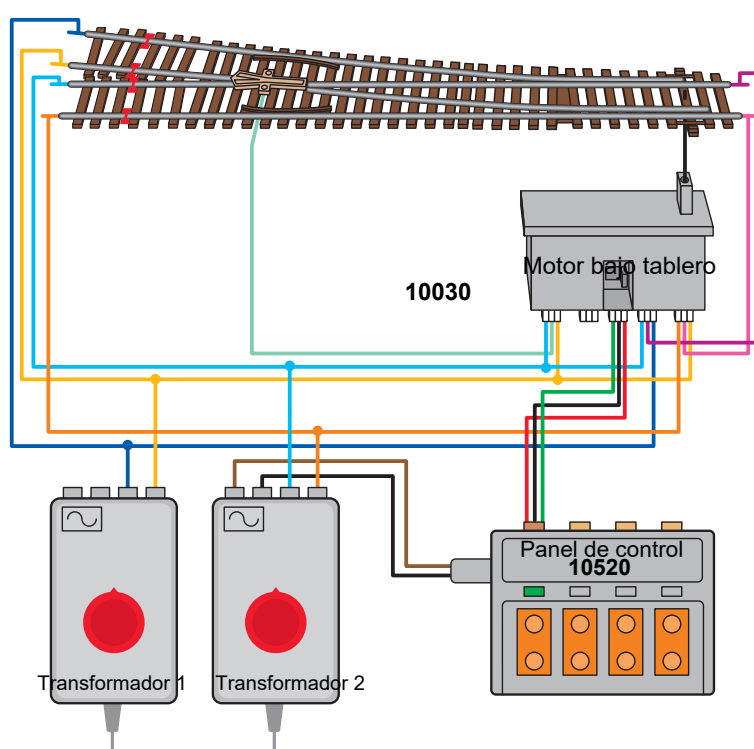 Motor bajo tablero
10030
Panel de control
10520
Transformador 1
Transformador 2